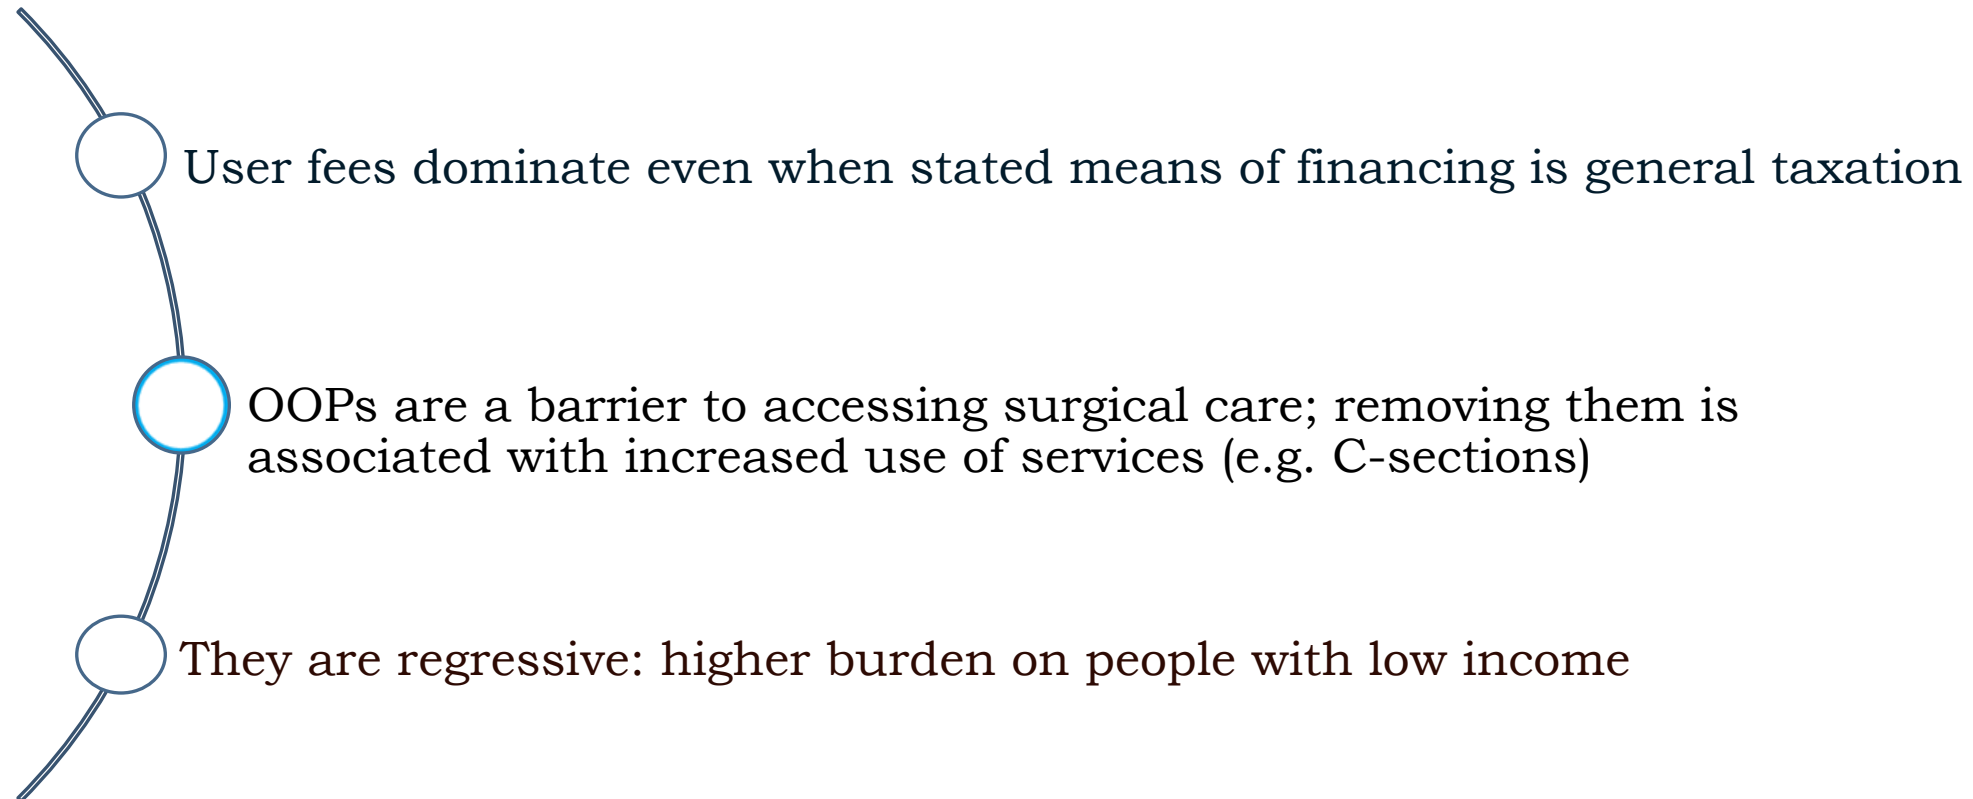 User fees dominate even when stated means of financing is general taxation
OOPs are a barrier to accessing surgical care; removing them is
associated with increased use of services (e.g. C-sections)
They are regressive: higher burden on people with low income